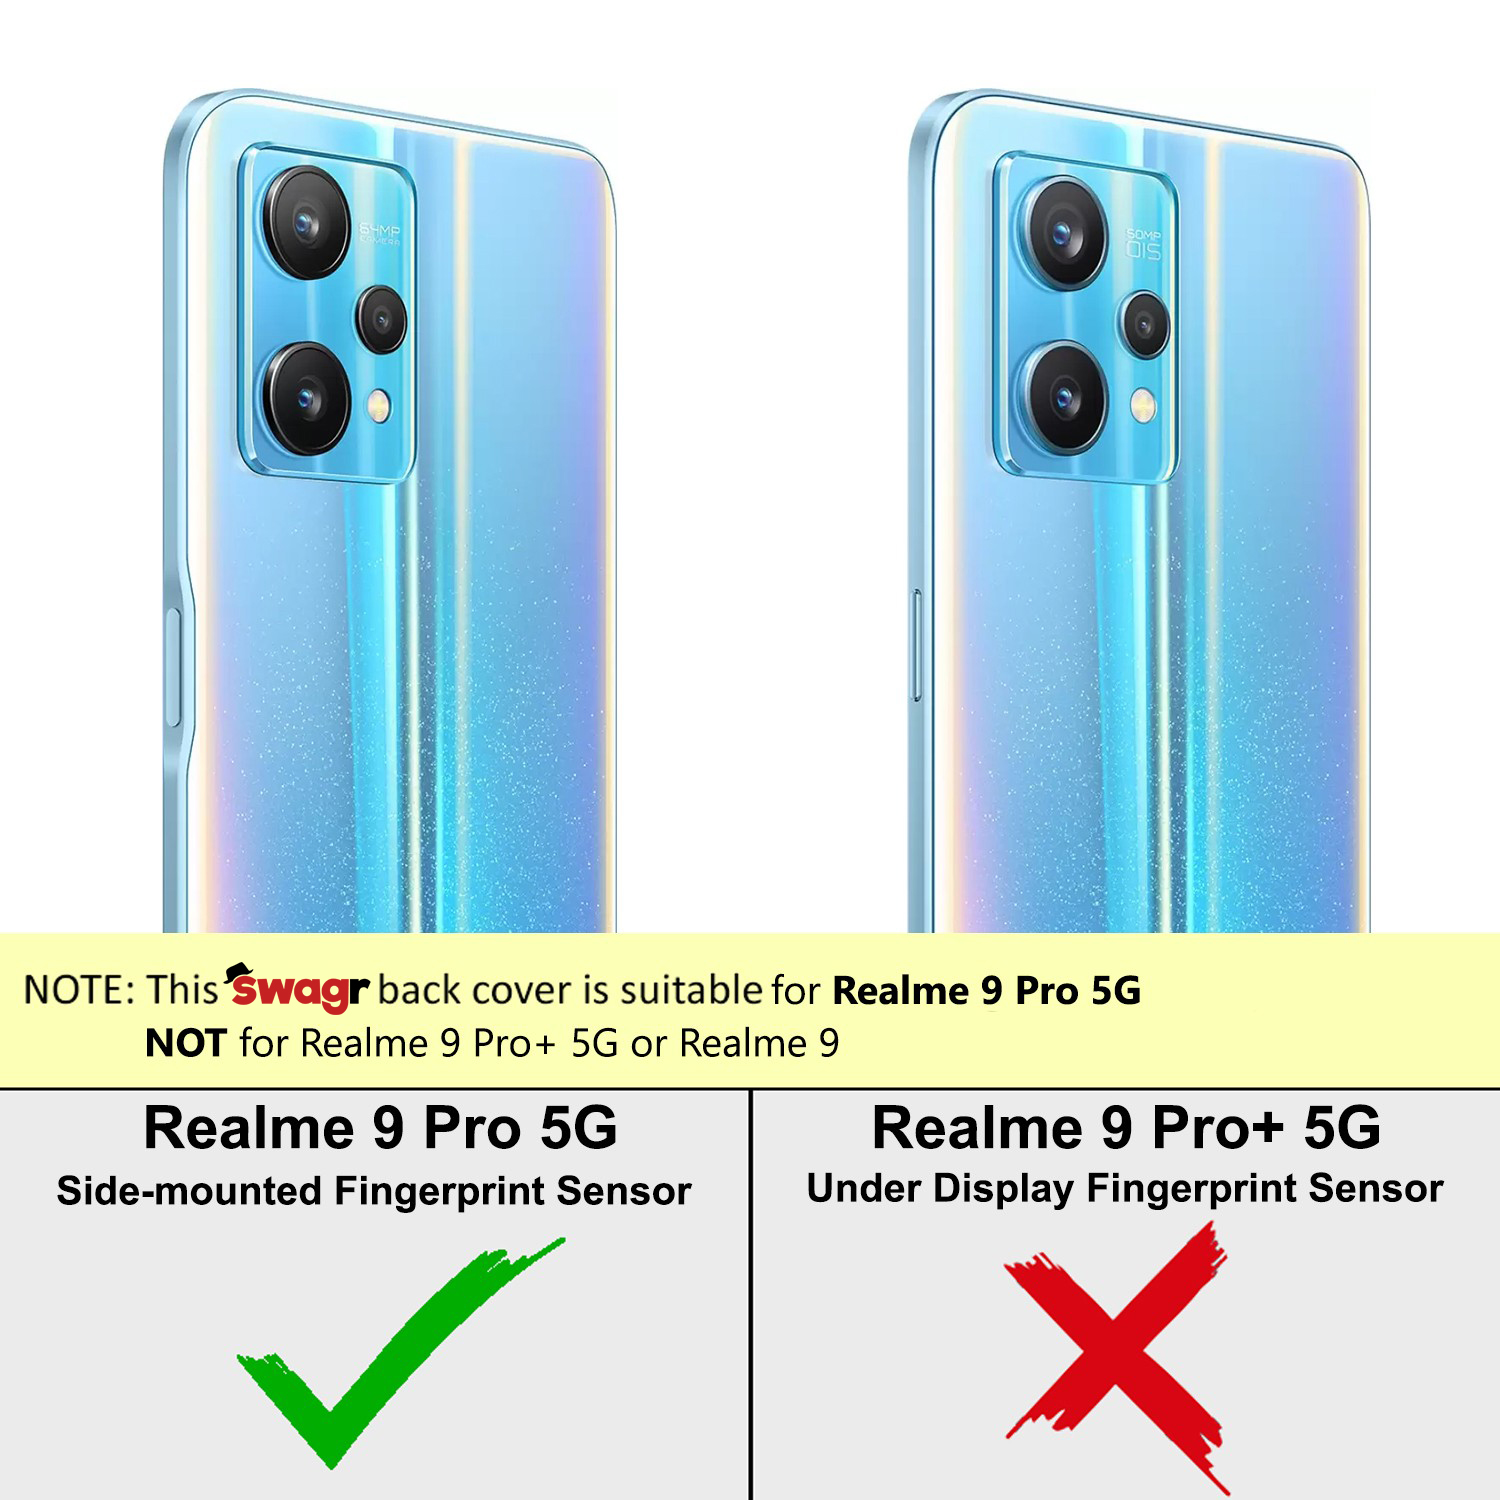 64MP
CAMERA
50MP
OIS
NOTE: This swagr back cover is suitable for Realme 9 Pro 5G
NOT for Realme 9 Pro+ 5G or Realme 9
Realme 9 Pro 5G
Side-mounted Fingerprint Sensor
Realme 9 Pro+ 5G
Under Display Fingerprint Sensor